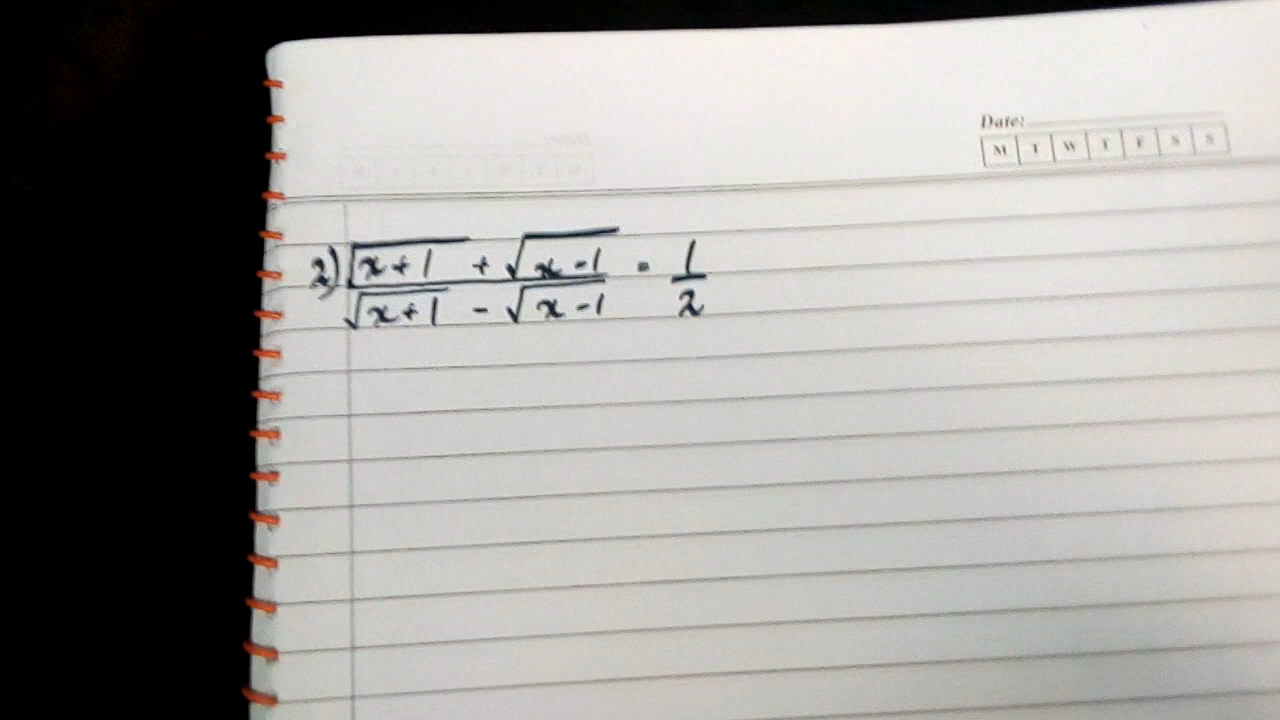 Date:
M T W T F S S
2) √x+1 + √x-1 = 1
√x+1 - √x-1 2